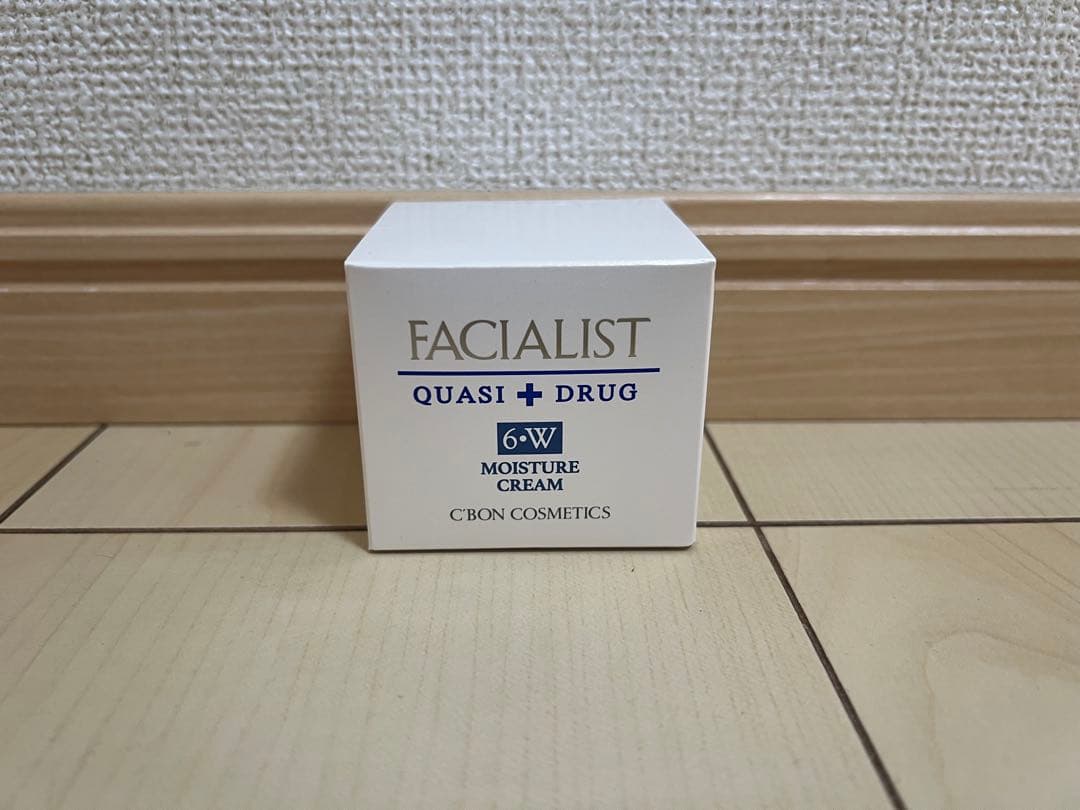 FACIALIST
QUASI + DRUG
6•W
MOISTURE
CREAM
C'BON COSMETICS